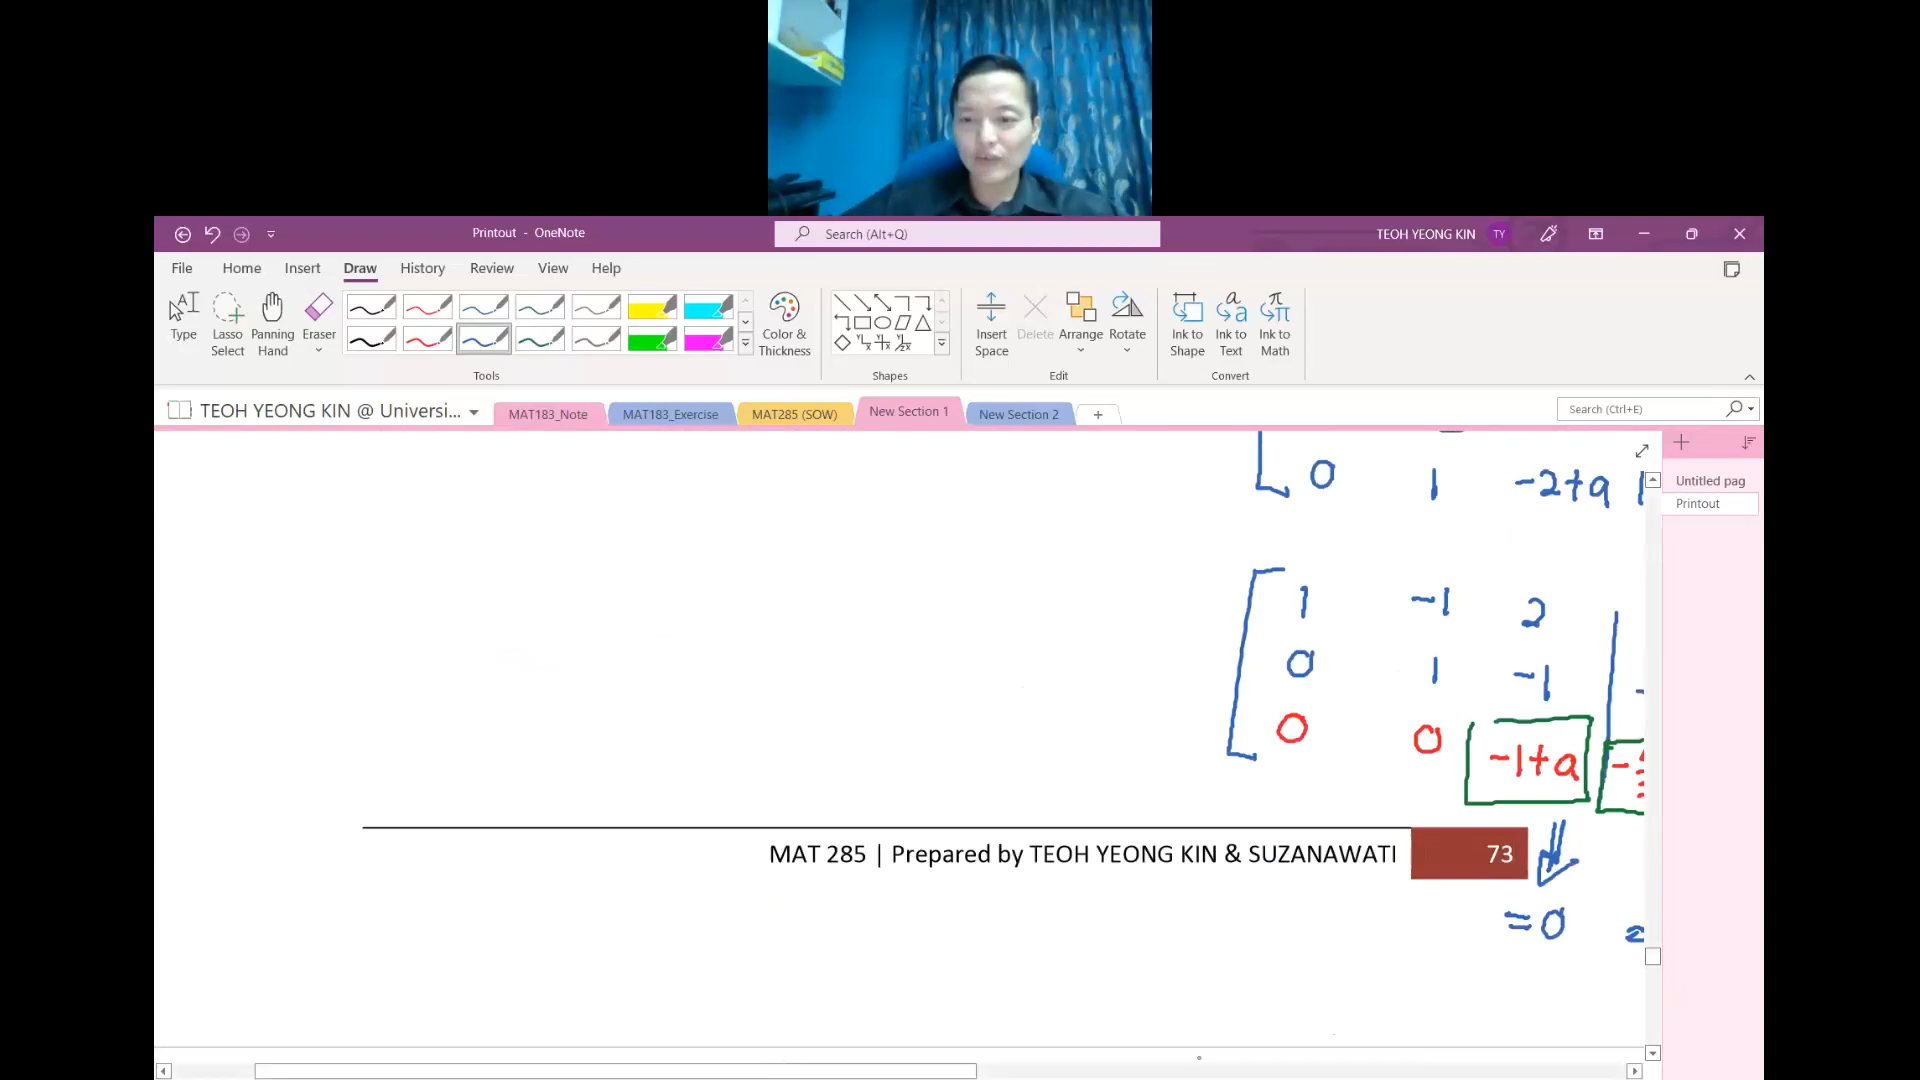 Printout - OneNote
Search (Alt+Q)
TEOH YEONG KIN TY
File Home Insert Draw History Review View Help
Type Lasso Select Panning Hand Eraser
Color & Thickness
Insert Space Delete Arrange Rotate
Ink to Shape Ink to Text Ink to Math
Tools Shapes Edit Convert
TEOH YEONG KIN @ Universi...
MAT183_Note MAT183_Exercise MAT285 (SOW) New Section 1 New Section 2 +
Search (Ctrl+E)
Untitled pag
Printout
0 1 -2+a
1 -1 2
0 1 -1
0 0 -1+a
MAT 285 | Prepared by TEOH YEONG KIN & SUZANAWATI 73
=0